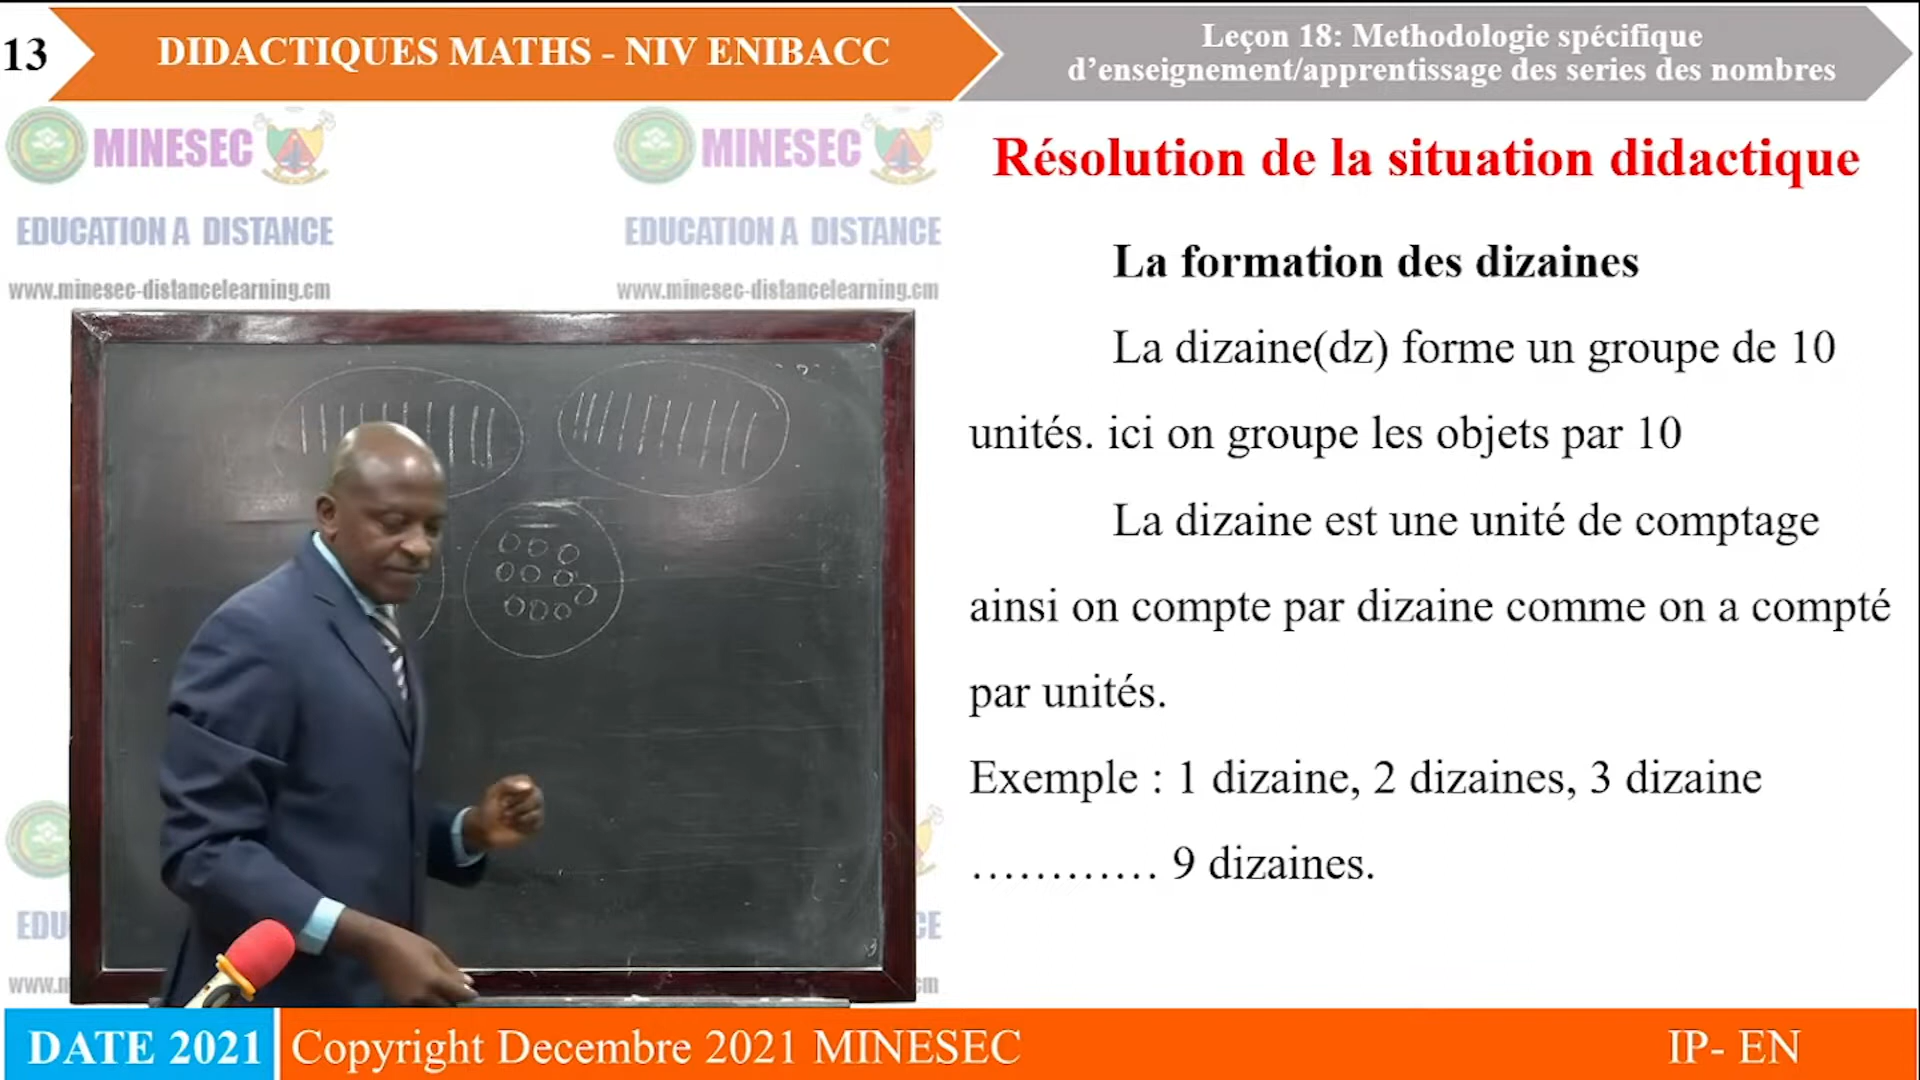 13
DIDACTIQUES MATHS - NIV ENIBACC
Leçon 18: Methodologie spécifique
d’enseignement/apprentissage des series des nombres
MINESEC
EDUCATION A DISTANCE
www.minesec-distancelearning.cm
MINESEC
EDUCATION A DISTANCE
www.minesec-distancelearning.cm
Résolution de la situation didactique
La formation des dizaines
La dizaine(dz) forme un groupe de 10
unités. ici on groupe les objets par 10
La dizaine est une unité de comptage
ainsi on compte par dizaine comme on a compté
par unités.
Exemple : 1 dizaine, 2 dizaines, 3 dizaine
………… 9 dizaines.
DATE 2021
Copyright Decembre 2021 MINESEC
IP- EN